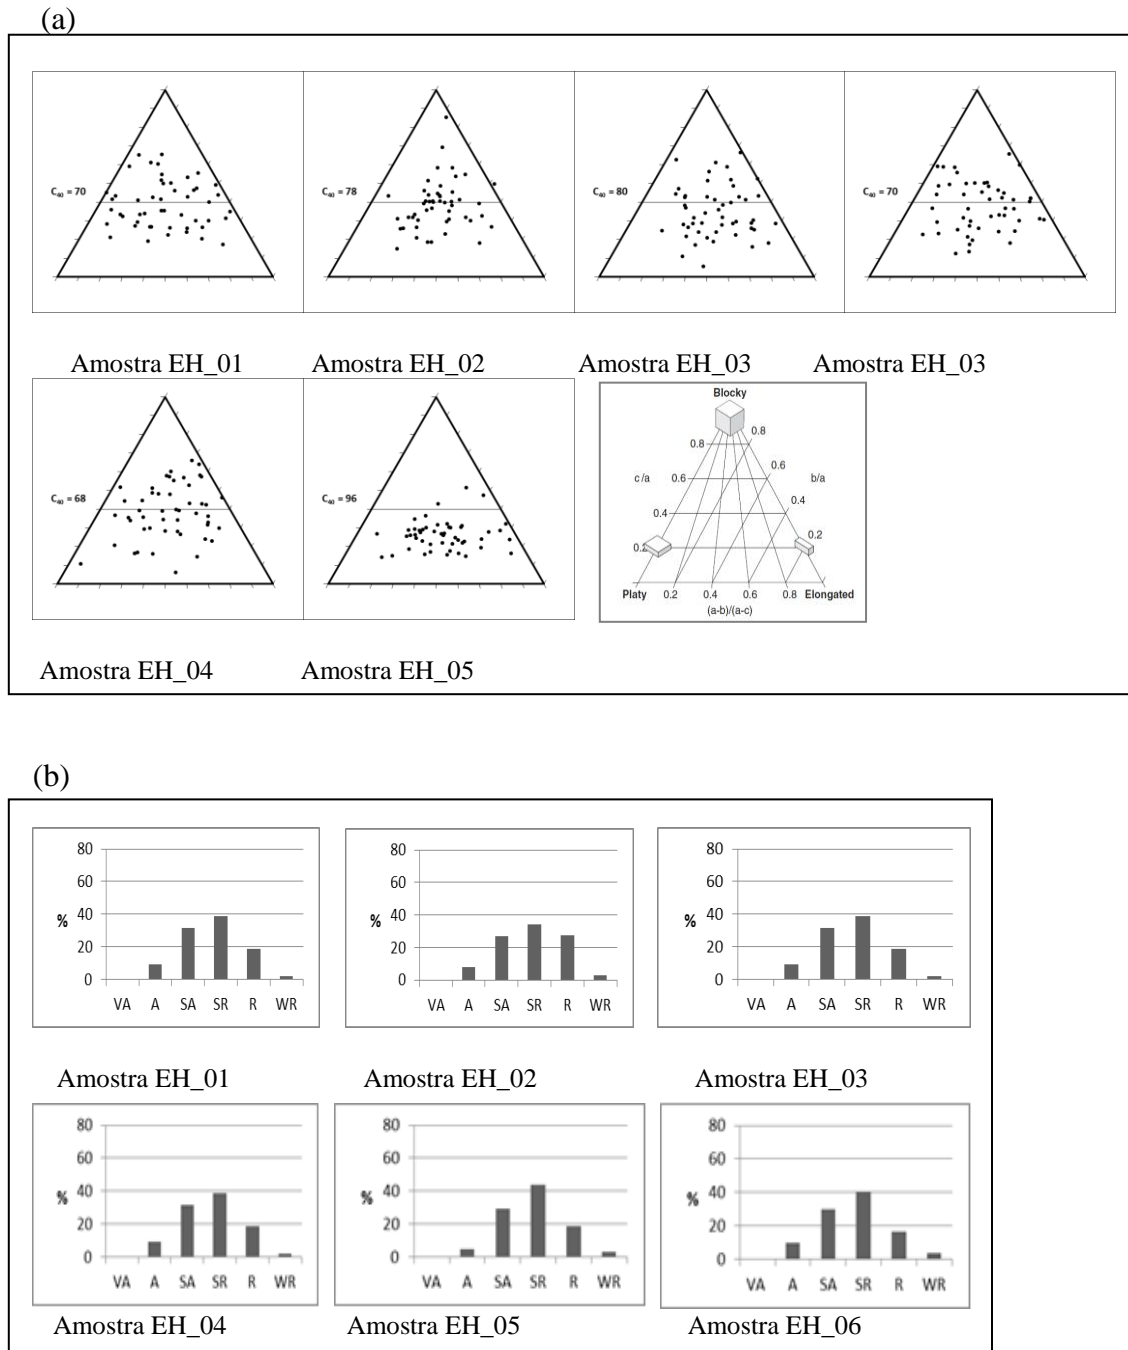 (a)
C₄₀ = 70
C₄₀ = 78
C₄₀ = 80
C₄₀ = 70
Amostra EH_01
Amostra EH_02
Amostra EH_03
Amostra EH_03
C₄₀ = 68
C₄₀ = 96
Blocky
0.8
0.8
c/a
0.6
0.6
b/a
0.4
0.4
0.2
0.2
Platy
0.2
0.4
0.6
0.8
Elongated
(a-b)/(a-c)
Amostra EH_04
Amostra EH_05
(b)
80
60
40
%
20
0
VA A SA SR R WR
80
60
40
%
20
0
VA A SA SR R WR
80
60
40
%
20
0
VA A SA SR R WR
Amostra EH_01
Amostra EH_02
Amostra EH_03
80
60
40
%
20
0
VA A SA SR R WR
80
60
40
%
20
0
VA A SA SR R WR
80
60
40
%
20
0
VA A SA SR R WR
Amostra EH_04
Amostra EH_05
Amostra EH_06